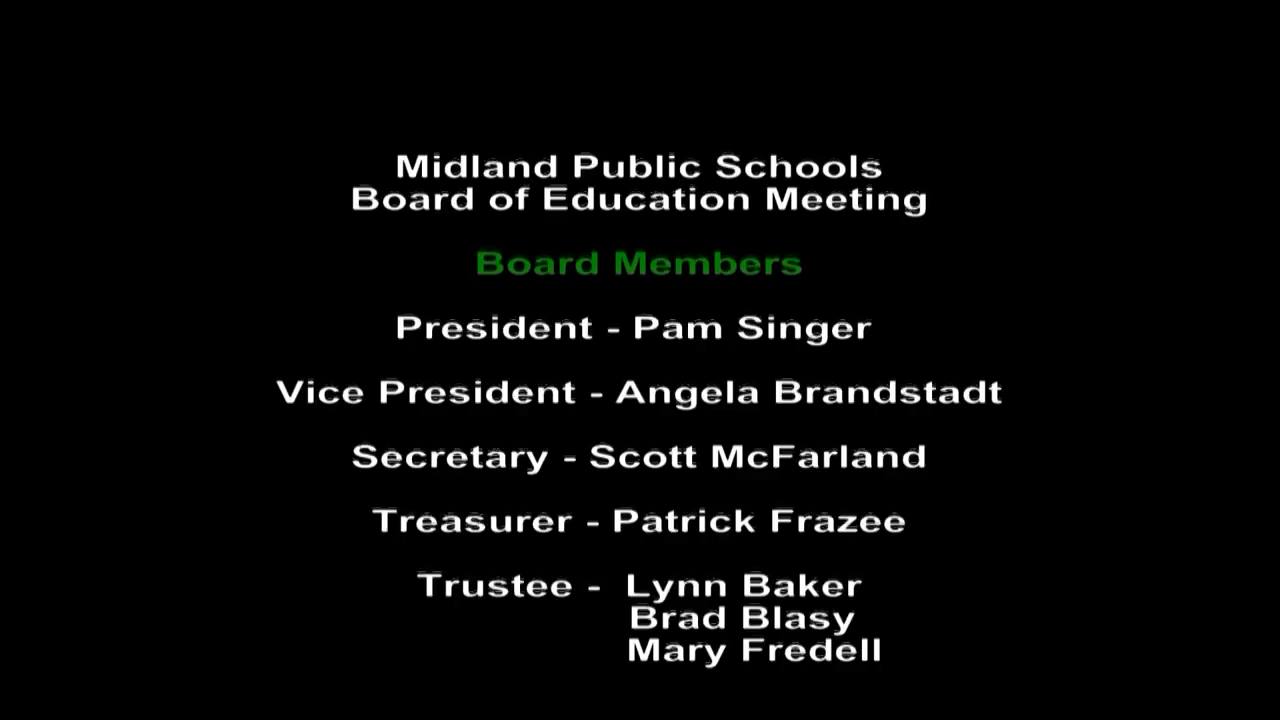 Midland Public Schools
Board of Education Meeting
Board Members
President - Pam Singer
Vice President - Angela Brandstadt
Secretary - Scott McFarland
Treasurer - Patrick Frazee
Trustee - Lynn Baker
Brad Blasy
Mary Fredell